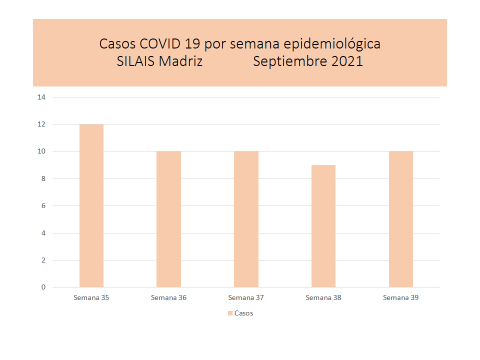 Casos COVID 19 por semana epidemiológica
SILAIS Madriz Septiembre 2021
14
12
10
8
6
4
2
0
Semana 35 Semana 36 Semana 37 Semana 38 Semana 39
Casos